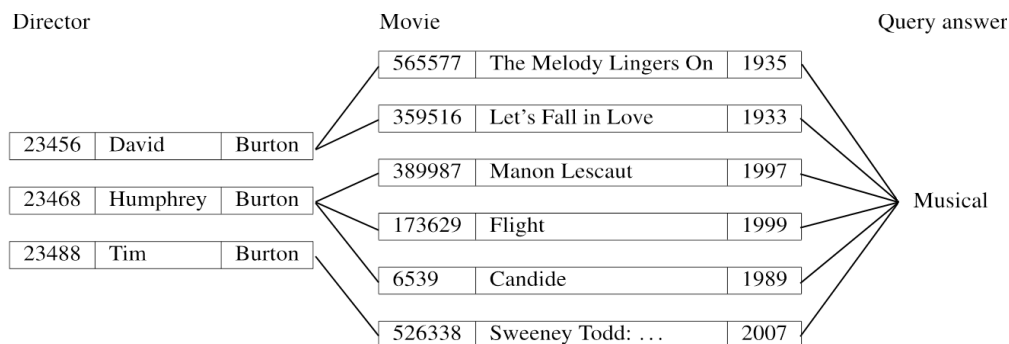 Director Movie Query answer
565577 The Melody Lingers On 1935
359516 Let's Fall in Love 1933
23456 David Burton
389987 Manon Lescaut 1997
23468 Humphrey Burton
Musical
173629 Flight 1999
23488 Tim Burton
6539 Candide 1989
526338 Sweeney Todd: ... 2007